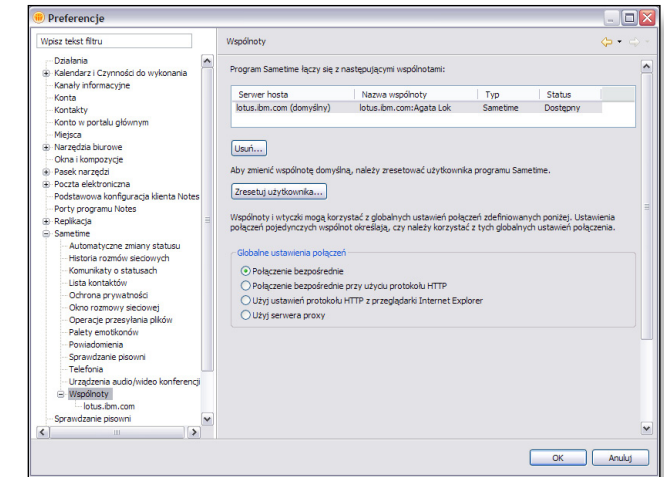 Preferencje
Wpisz tekst filtru
Działania
Kalendarz i Czynności do wykonania
Kanały informacyjne
Konta
Kontakty
Konto w portalu głównym
Miejsca
Narzędzia biurowe
Okna i kompozycje
Pasek narzędzi
Poczta elektroniczna
Podstawowa konfiguracja klienta Notes
Porty programu Notes
Replikacja
Sametime
Automatyczne zmiany statusu
Historia rozmów sieciowych
Komunikaty o statusach
Lista kontaktów
Ochrona prywatności
Okno rozmowy sieciowej
Operacje przesyłania plików
Palety emotikonów
Powiadomienia
Sprawdzanie pisowni
Telefonia
Urządzenia audio/wideo konferencji
Wspólnoty
lotus.ibm.com
Sprawdzanie pisowni
Wspólnoty
Program Sametime łączy się z następującymi wspólnotami:
Serwer hosta Nazwa wspólnoty Typ Status
lotus.ibm.com (domyślny) lotus.ibm.com:Agata Lok Sametime Dostępny
Usuń...
Aby zmienić wspólnotę domyślną, należy zresetować użytkownika programu Sametime.
Zresetuj użytkownika...
Wspólnoty i wtyczki mogą korzystać z globalnych ustawień połączeń zdefiniowanych poniżej. Ustawienia
połączeń pojedynczych wspólnot określają, czy należy korzystać z tych globalnych ustawień połączenia.
Globalne ustawienia połączeń
Połączenie bezpośrednie
Połączenie bezpośrednie przy użyciu protokołu HTTP
Użyj ustawień protokołu HTTP z przeglądarki Internet Explorer
Użyj serwera proxy
OK Anuluj